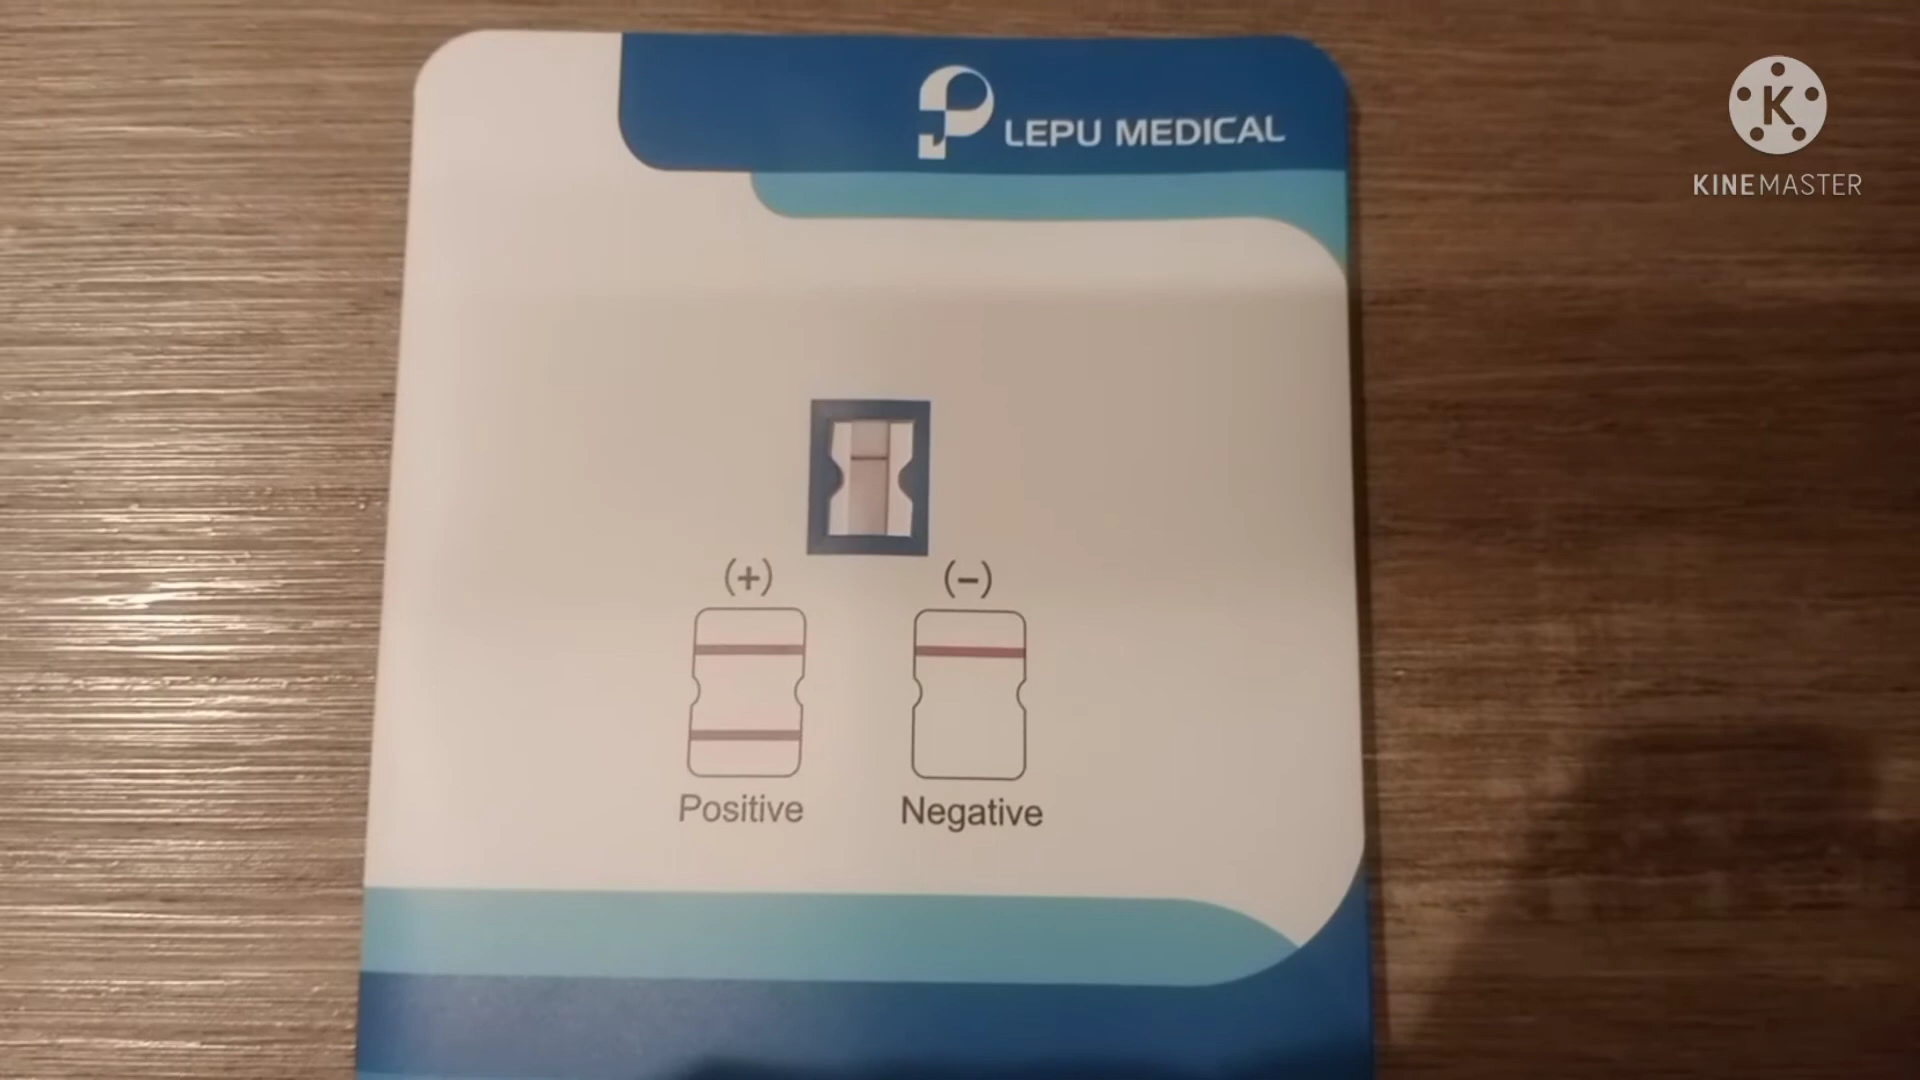 LEPU MEDICAL
K
KINEMASTER
(+) (-)
Positive Negative